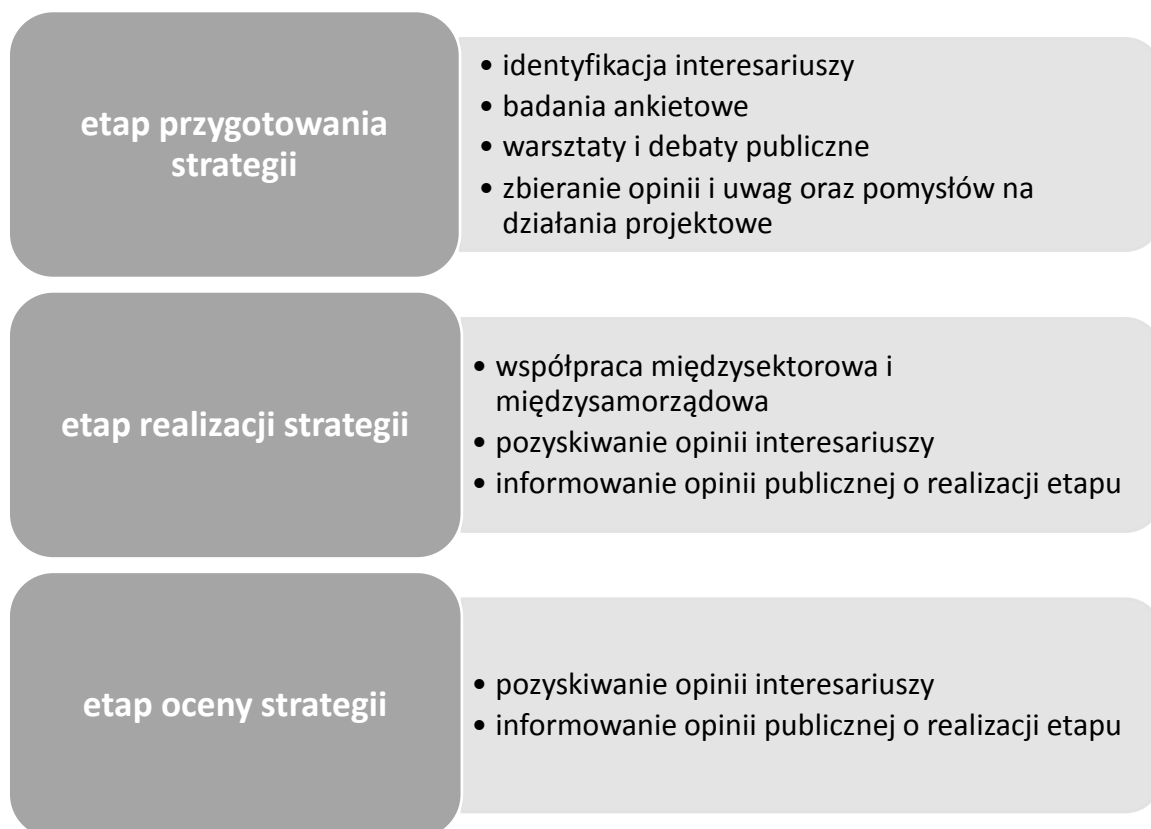 etap przygotowania
strategii
• identyfikacja interesariuszy
• badania ankietowe
• warsztaty i debaty publiczne
• zbieranie opinii i uwag oraz pomysłów na
działania projektowe
etap realizacji strategii
• współpraca międzysektorowa i
międzysamorządowa
• pozyskiwanie opinii interesariuszy
• informowanie opinii publicznej o realizacji etapu
etap oceny strategii
• pozyskiwanie opinii interesariuszy
• informowanie opinii publicznej o realizacji etapu